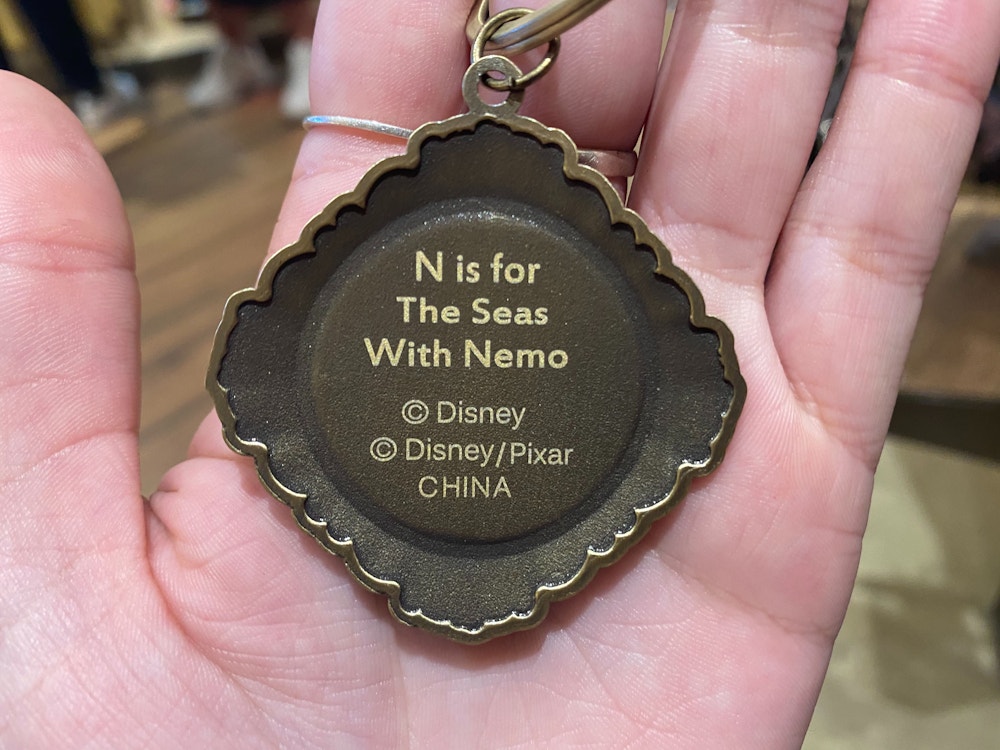 N is for
The Seas
With Nemo
© Disney
© Disney/Pixar
CHINA